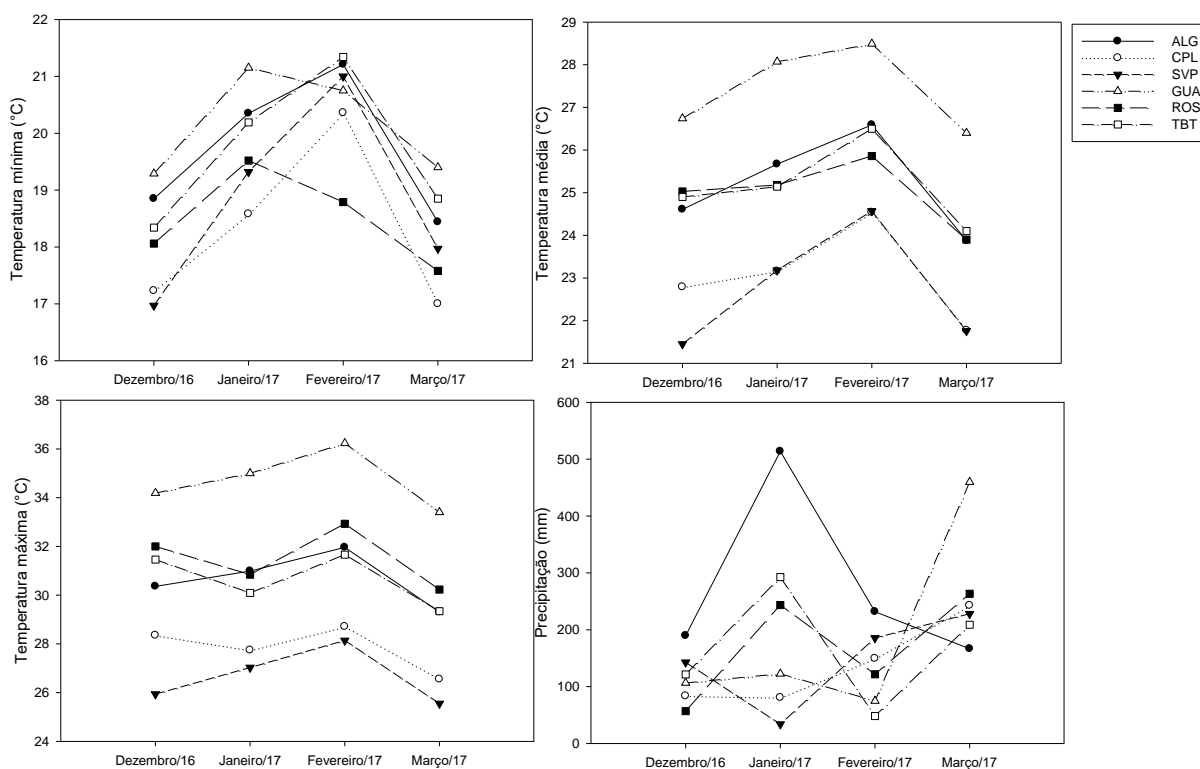 Temperatura mínima (°C)
22
21
20
19
18
17
16
Dezembro/16 Janeiro/17 Fevereiro/17 Março/17
Temperatura média (°C)
29
28
27
26
25
24
23
22
21
Dezembro/16 Janeiro/17 Fevereiro/17 Março/17
ALG
CPL
SVP
GUA
ROS
TBT
Temperatura máxima (°C)
38
36
34
32
30
28
26
24
Dezembro/16 Janeiro/17 Fevereiro/17 Março/17
Precipitação (mm)
600
500
400
300
200
100
0
Dezembro/16 Janeiro/17 Fevereiro/17 Março/17